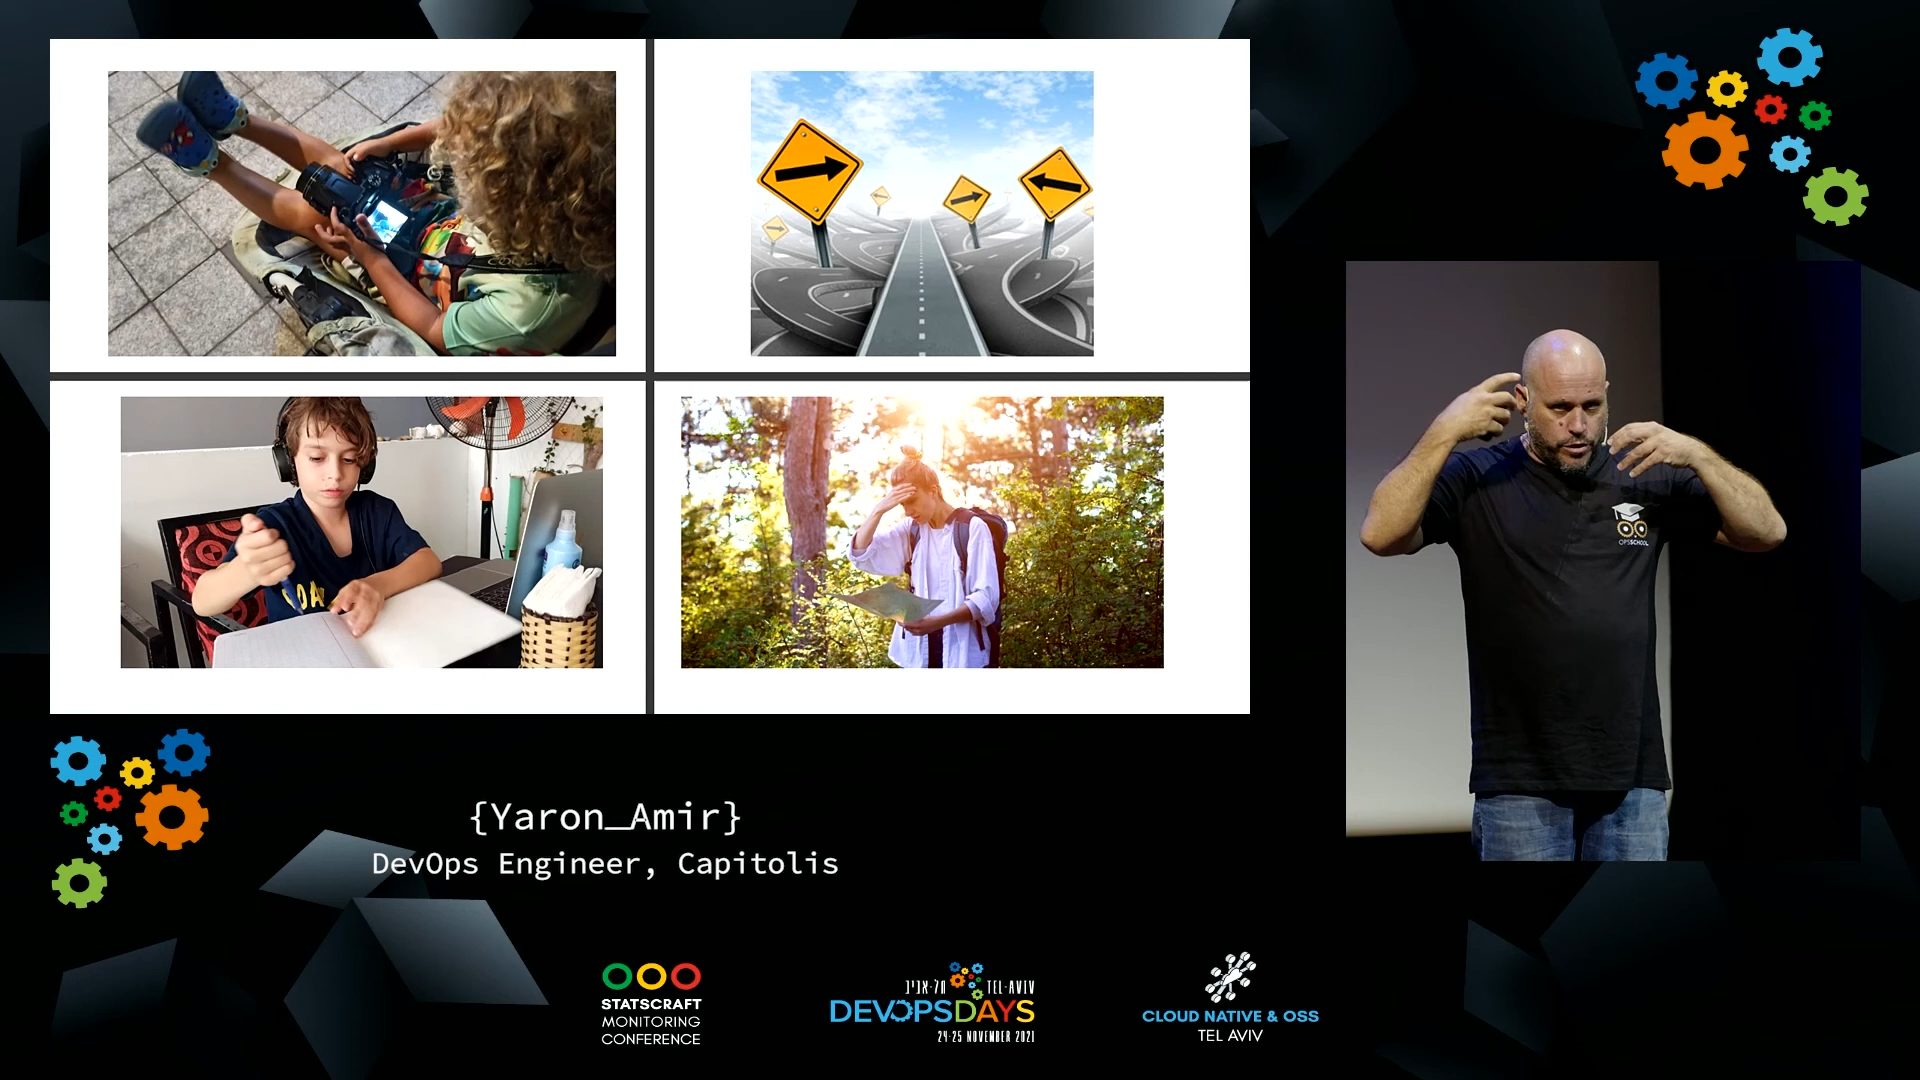 OPSSCHOOL
{Yaron_Amir}
DevOps Engineer, Capitolis
STATSCRAFT
MONITORING
CONFERENCE
תל-אביב TEL-AVIV
DEVOPSDAYS
24-25 NOVEMBER 2021
CLOUD NATIVE & OSS
TEL AVIV